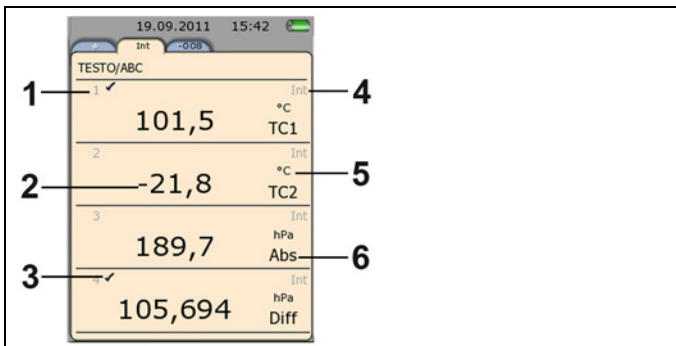 19.09.2011 15:42
Int -008
TESTO/ABC
1 1 ✔ Int 4
°C
101,5 TC1
2 Int
°C 5
2 -21,8 TC2
3 Int
hPa
189,7 Abs 6
3 4 ✔ Int
hPa
105,694 Diff